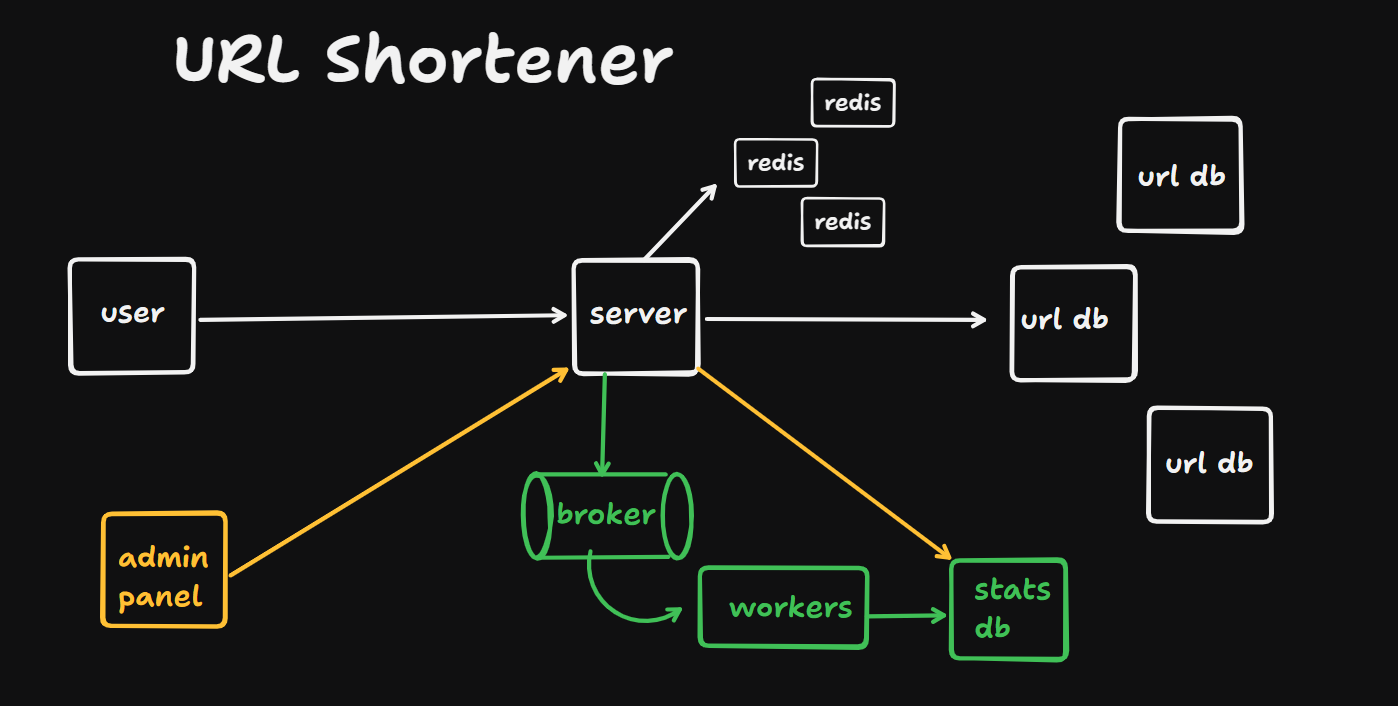 URL Shortener
redis
redis
redis
url db
user
server
url db
url db
broker
admin
panel
workers
stats
db